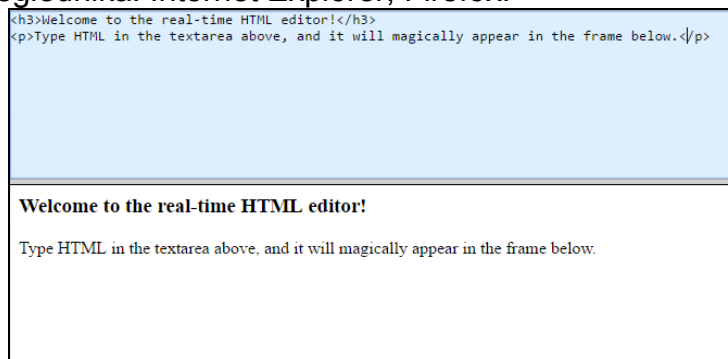 Internet Explorer,
<h3>Welcome to the real-time HTML editor!</h3>
<p>Type HTML in the textarea above, and it will magically appear in the frame below.</p>
Welcome to the real-time HTML editor!
Type HTML in the textarea above, and it will magically appear in the frame below.